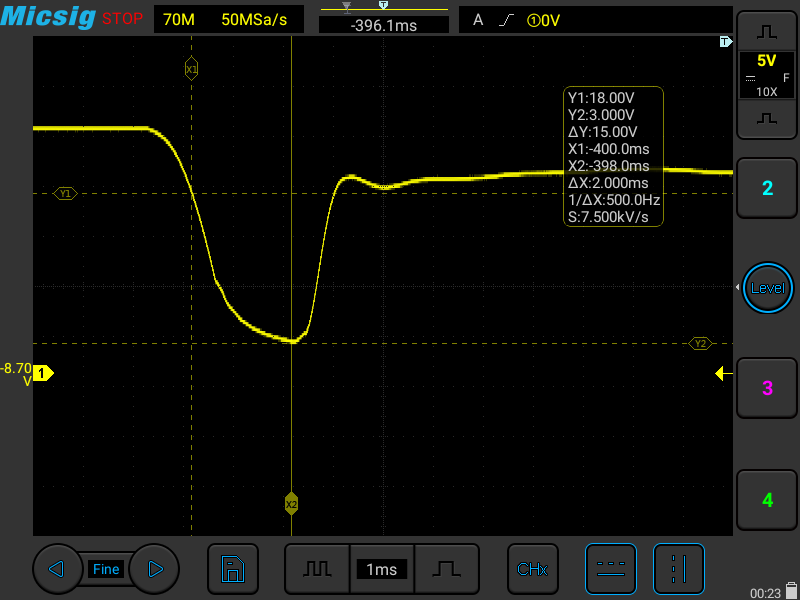 Micsig STOP 70M 50MSa/s T -396.1ms A ①0V
T
X1
5V
F
10X
Y1:18.00V
Y2:3.000V
ΔY:15.00V
X1:-400.0ms
X2:-398.0ms
ΔX:2.000ms
1/ΔX:500.0Hz
S:7.500kV/s
Y1
2
Level
Y2
-8.70
V
1
3
X2
4
Fine
1ms
CHx
00:23